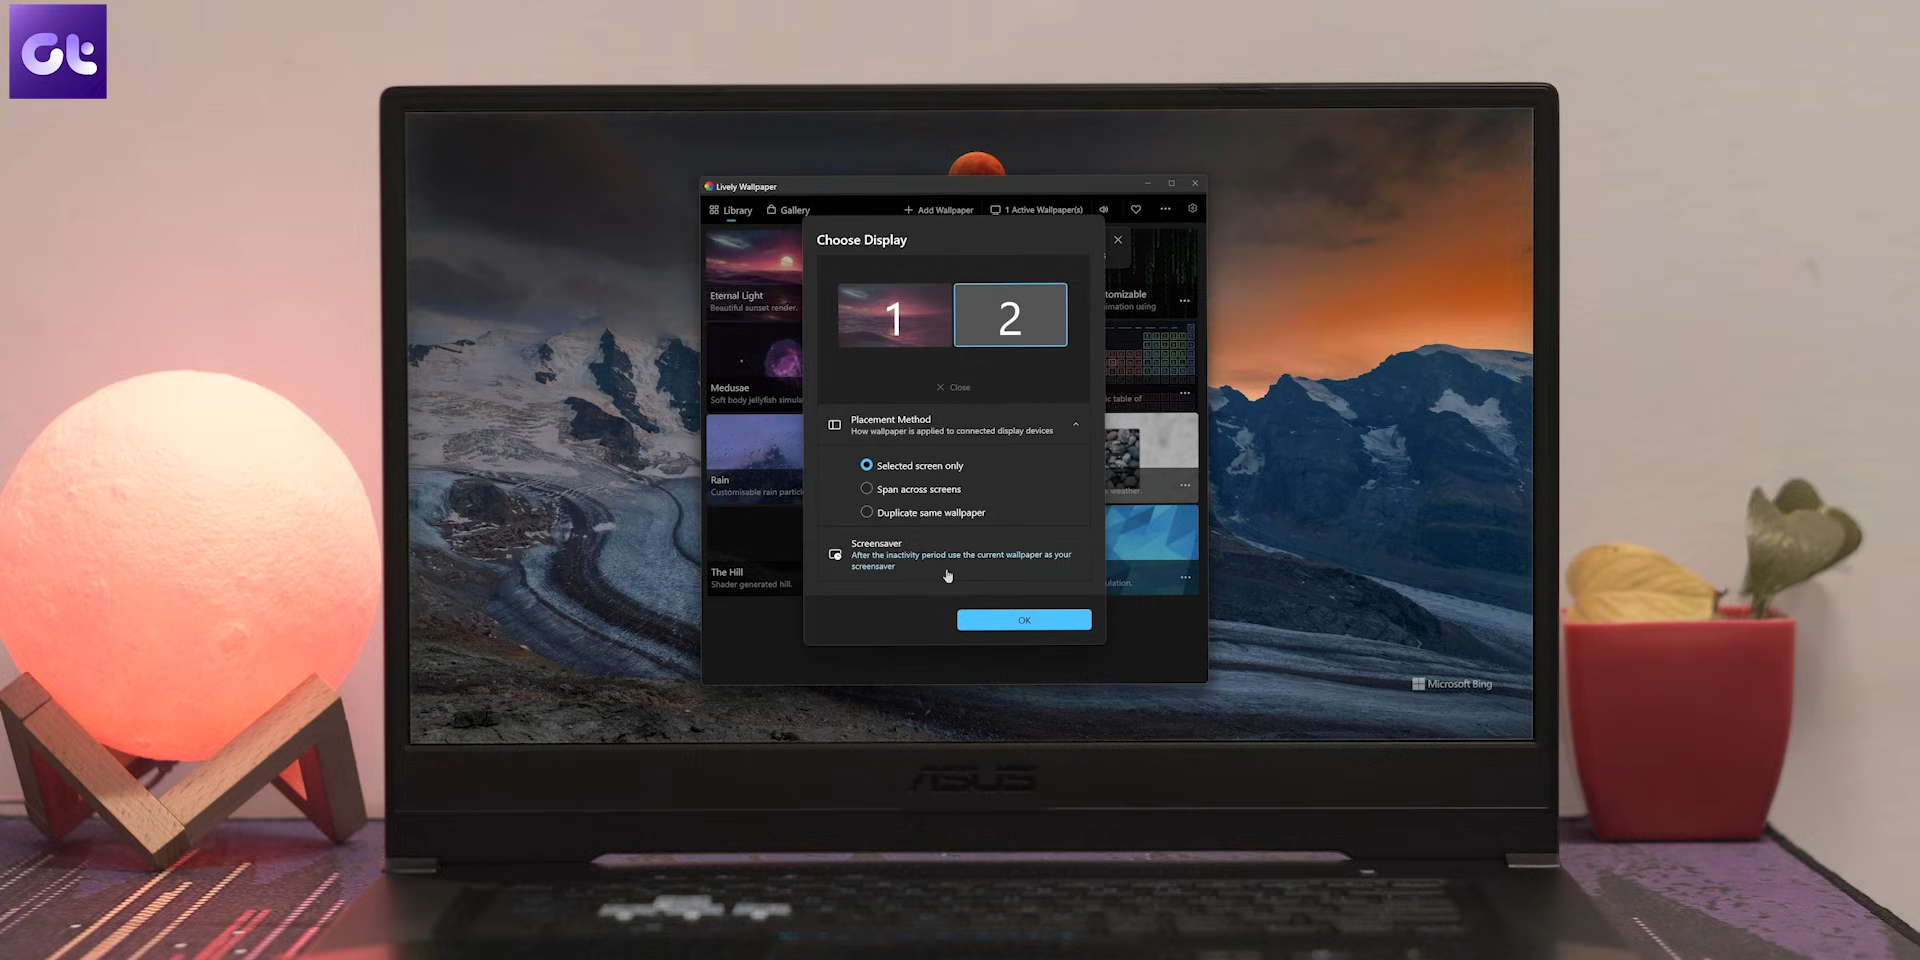 Gt
Lively Wallpaper
Library
Gallery
Add Wallpaper
1 Active Wallpaper(s)
Choose Display
1
2
Close
Placement Method
How wallpaper is applied to connected display devices
Selected screen only
Span across screens
Duplicate same wallpaper
Screensaver
After the inactivity period use the current wallpaper as your
screensaver
OK
Eternal Light
Beautiful sunset render.
Medusae
Soft body jellyfish simula
Rain
Customisable rain particl
The Hill
Shader generated hill.
tomizable
imation using
ic table of
s weather.
ulation.
Microsoft Bing
ASUS